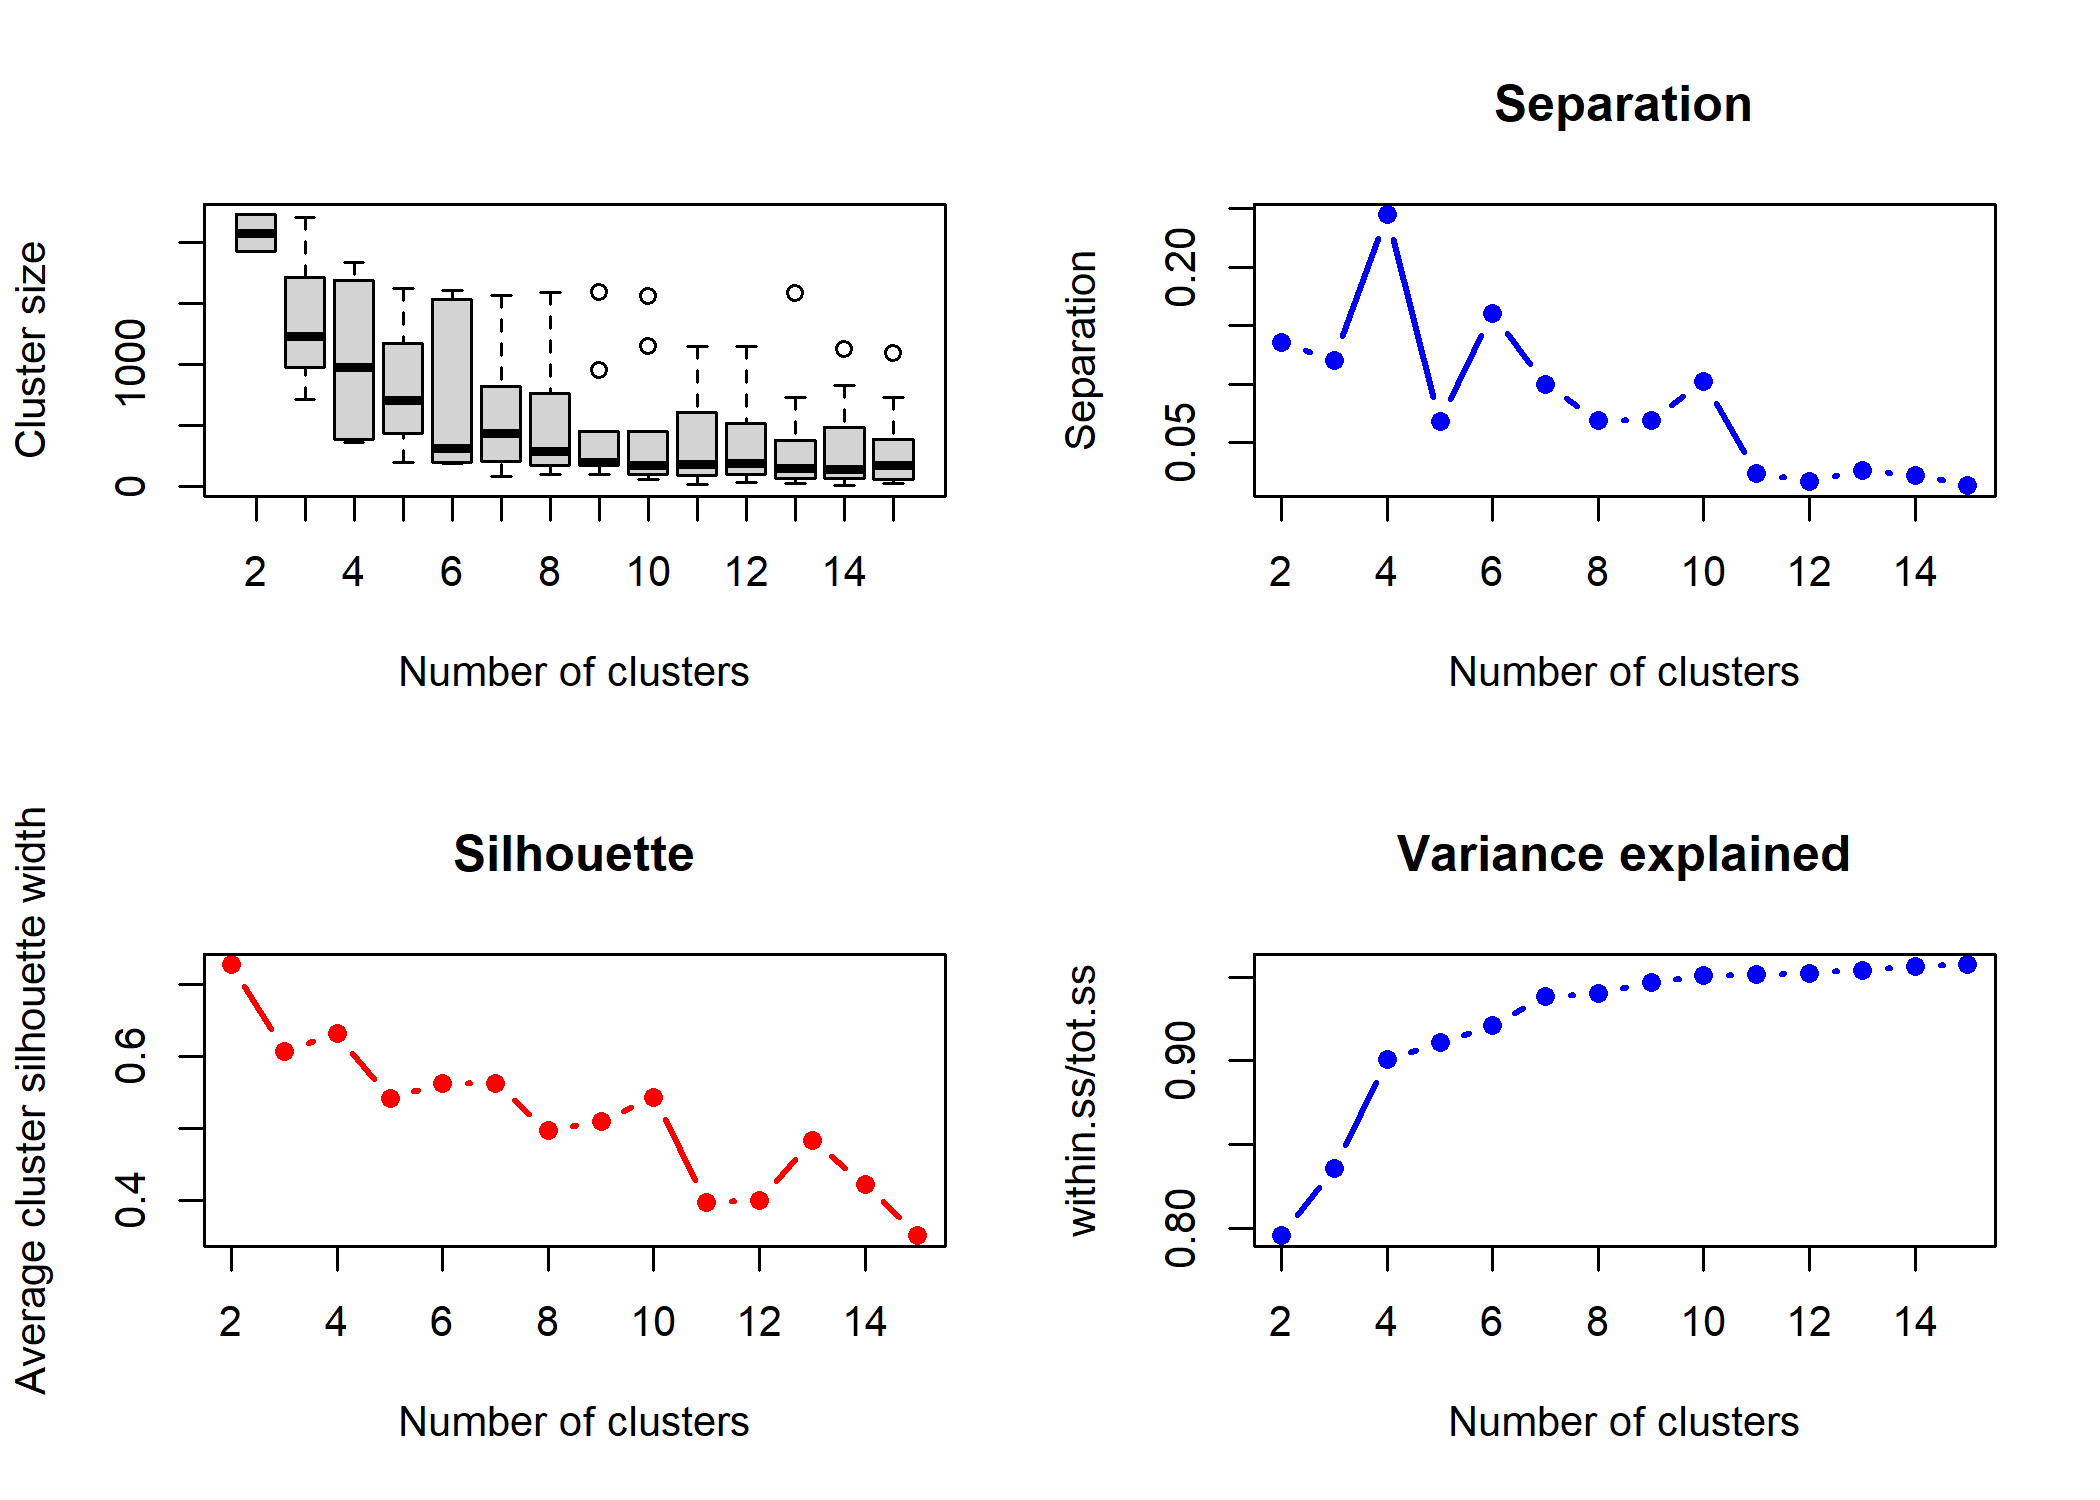 Cluster size
0
1000
2 4 6 8 10 12 14
Number of clusters
Separation
Separation
0.05
0.20
2 4 6 8 10 12 14
Number of clusters
Silhouette
Average cluster silhouette width
0.4
0.6
2 4 6 8 10 12 14
Number of clusters
Variance explained
within.ss/tot.ss
0.80
0.90
2 4 6 8 10 12 14
Number of clusters